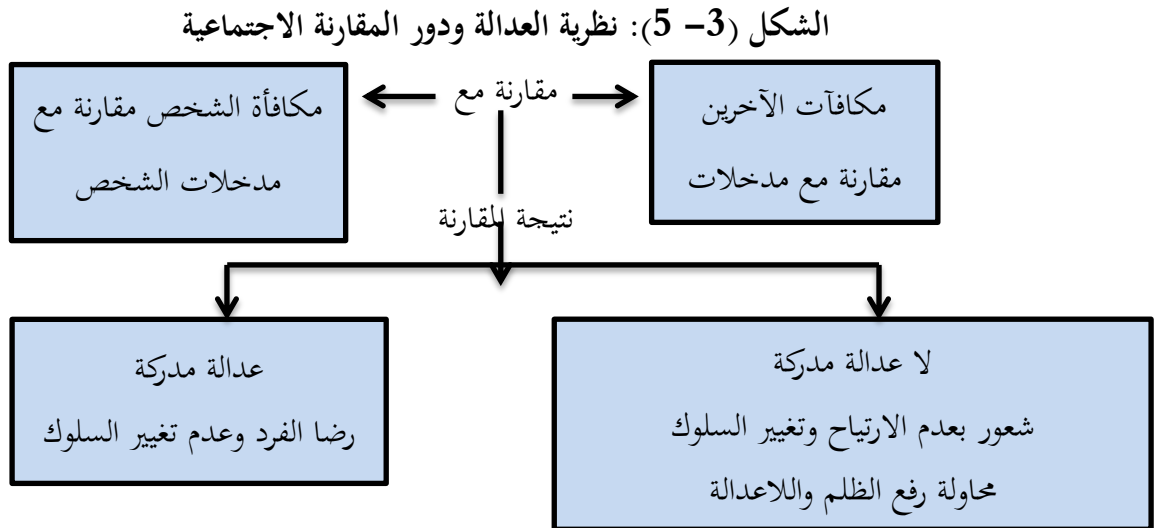 الشكل (3- 5): نظرية العدالة ودور المقارنة الاجتماعية
مكافآت الآخرين
مقارنة مع مدخلات
مقارنة مع
مكافأة الشخص مقارنة مع
مدخلات الشخص
نتيجة المقارنة
لا عدالة مدركة
شعور بعدم الارتياح وتغيير السلوك
محاولة رفع الظلم واللاعدالة
عدالة مدركة
رضا الفرد وعدم تغيير السلوك